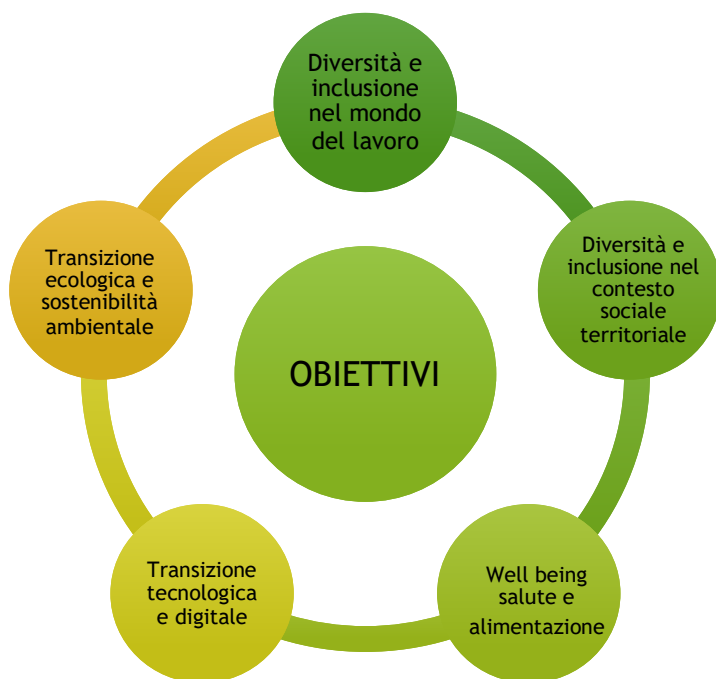 Diversità e
inclusione
nel mondo
del lavoro
Diversità e
inclusione nel
contesto
sociale
territoriale
Well being
salute e
alimentazione
Transizione
tecnologica
e digitale
Transizione
ecologica e
sostenibilità
ambientale
OBIETTIVI